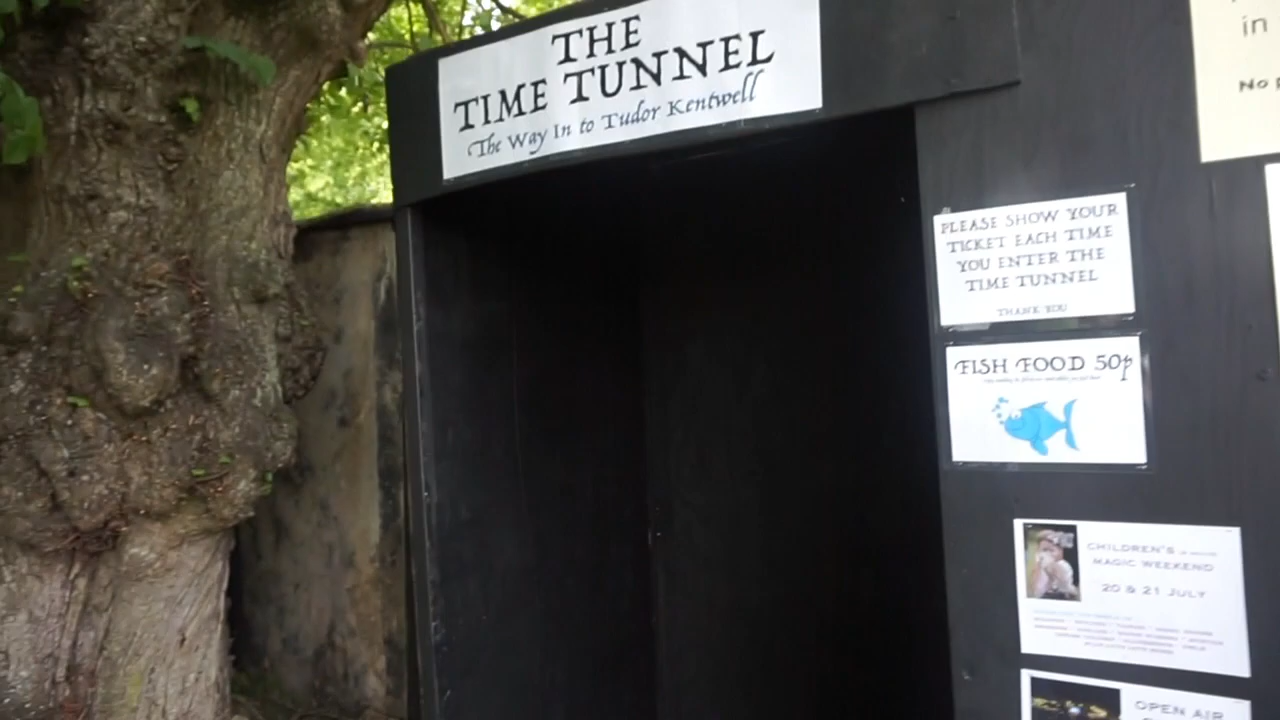 THE
TIME TUNNEL
The Way In to Tudor Kentwell
in
No
PLEASE SHOW YOUR
TICKET EACH TIME
YOU ENTER THE
TIME TUNNEL
THANK YOU
FISH FOOD 50p
CHILDREN'S
MAGIC WEEKEND
20 & 21 JULY
OPEN AIR